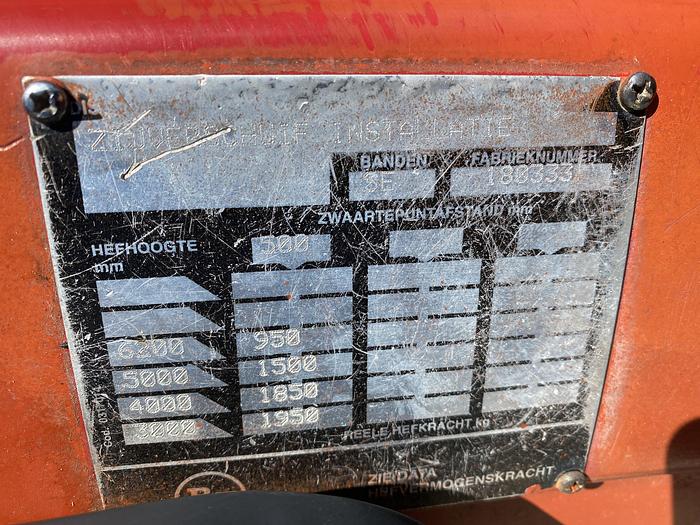 ZIJVERSCHUIF INSTALLATIE
BANDEN FABRIEKNUMMER
SE 180333
ZWAARTEPUNTAFSTAND mm
HEFHOOGTE 500
mm
6200 950
5000 1500
4000 1850
3000 1950
REELE HEFKRACHT kg
ZIE DATA
HEFVERMOGENSKRACHT